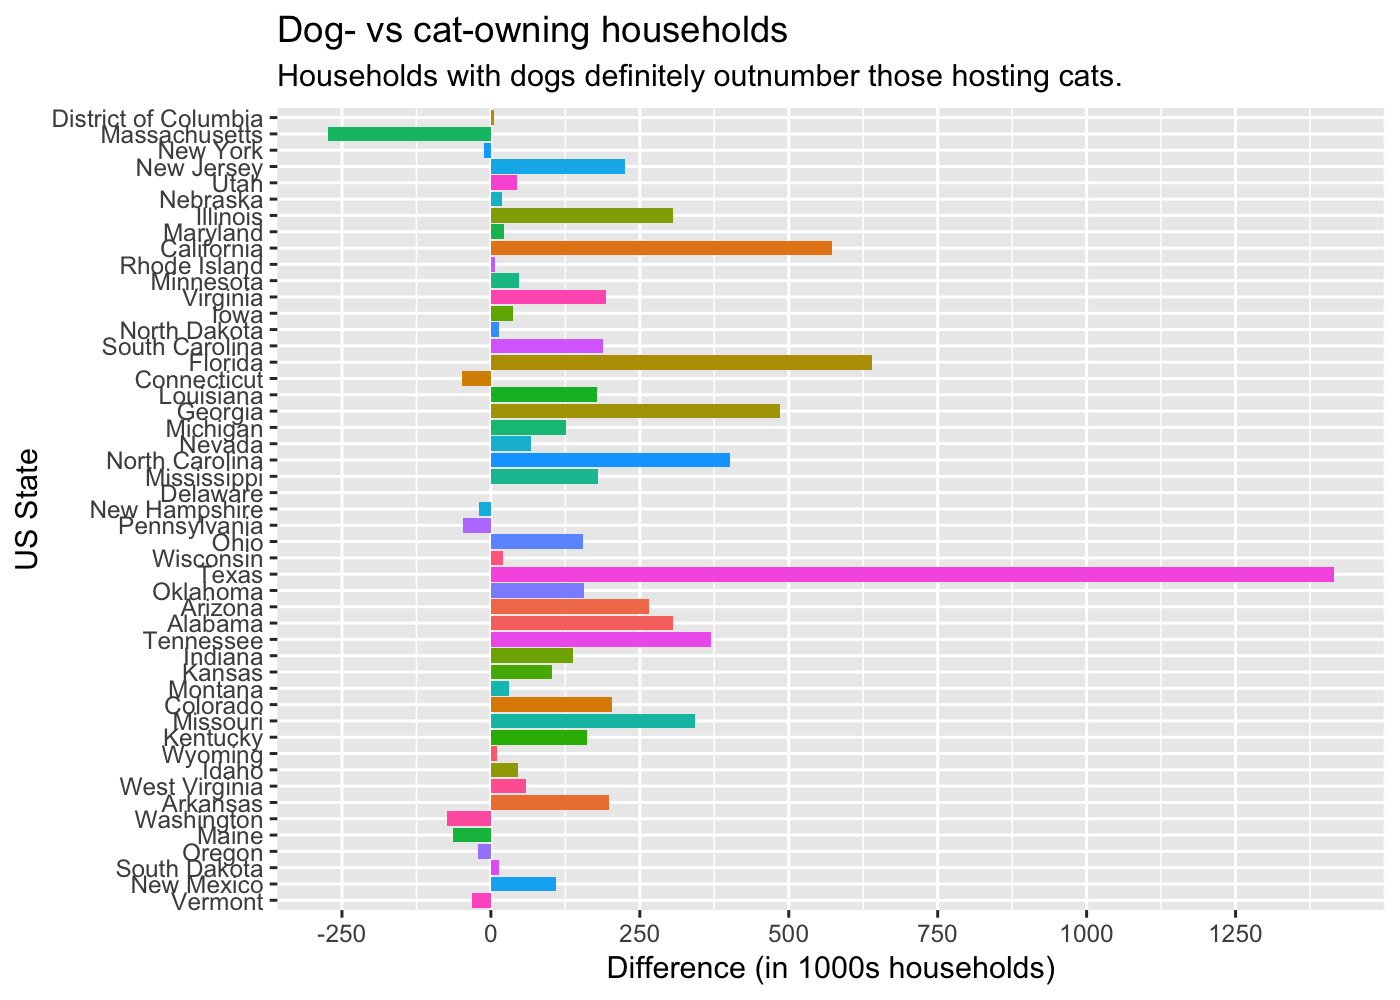 Dog- vs cat-owning households
Households with dogs definitely outnumber those hosting cats.
US State
District of Columbia
Massachusetts
New York
New Jersey
Utah
Nebraska
Illinois
Maryland
California
Rhode Island
Minnesota
Virginia
Iowa
North Dakota
South Carolina
Florida
Connecticut
Louisiana
Georgia
Michigan
Nevada
North Carolina
Mississippi
Delaware
New Hampshire
Pennsylvania
Ohio
Wisconsin
Texas
Oklahoma
Arizona
Alabama
Tennessee
Indiana
Kansas
Montana
Colorado
Missouri
Kentucky
Wyoming
Idaho
West Virginia
Arkansas
Washington
Maine
Oregon
South Dakota
New Mexico
Vermont
-250 0 250 500 750 1000 1250
Difference (in 1000s households)